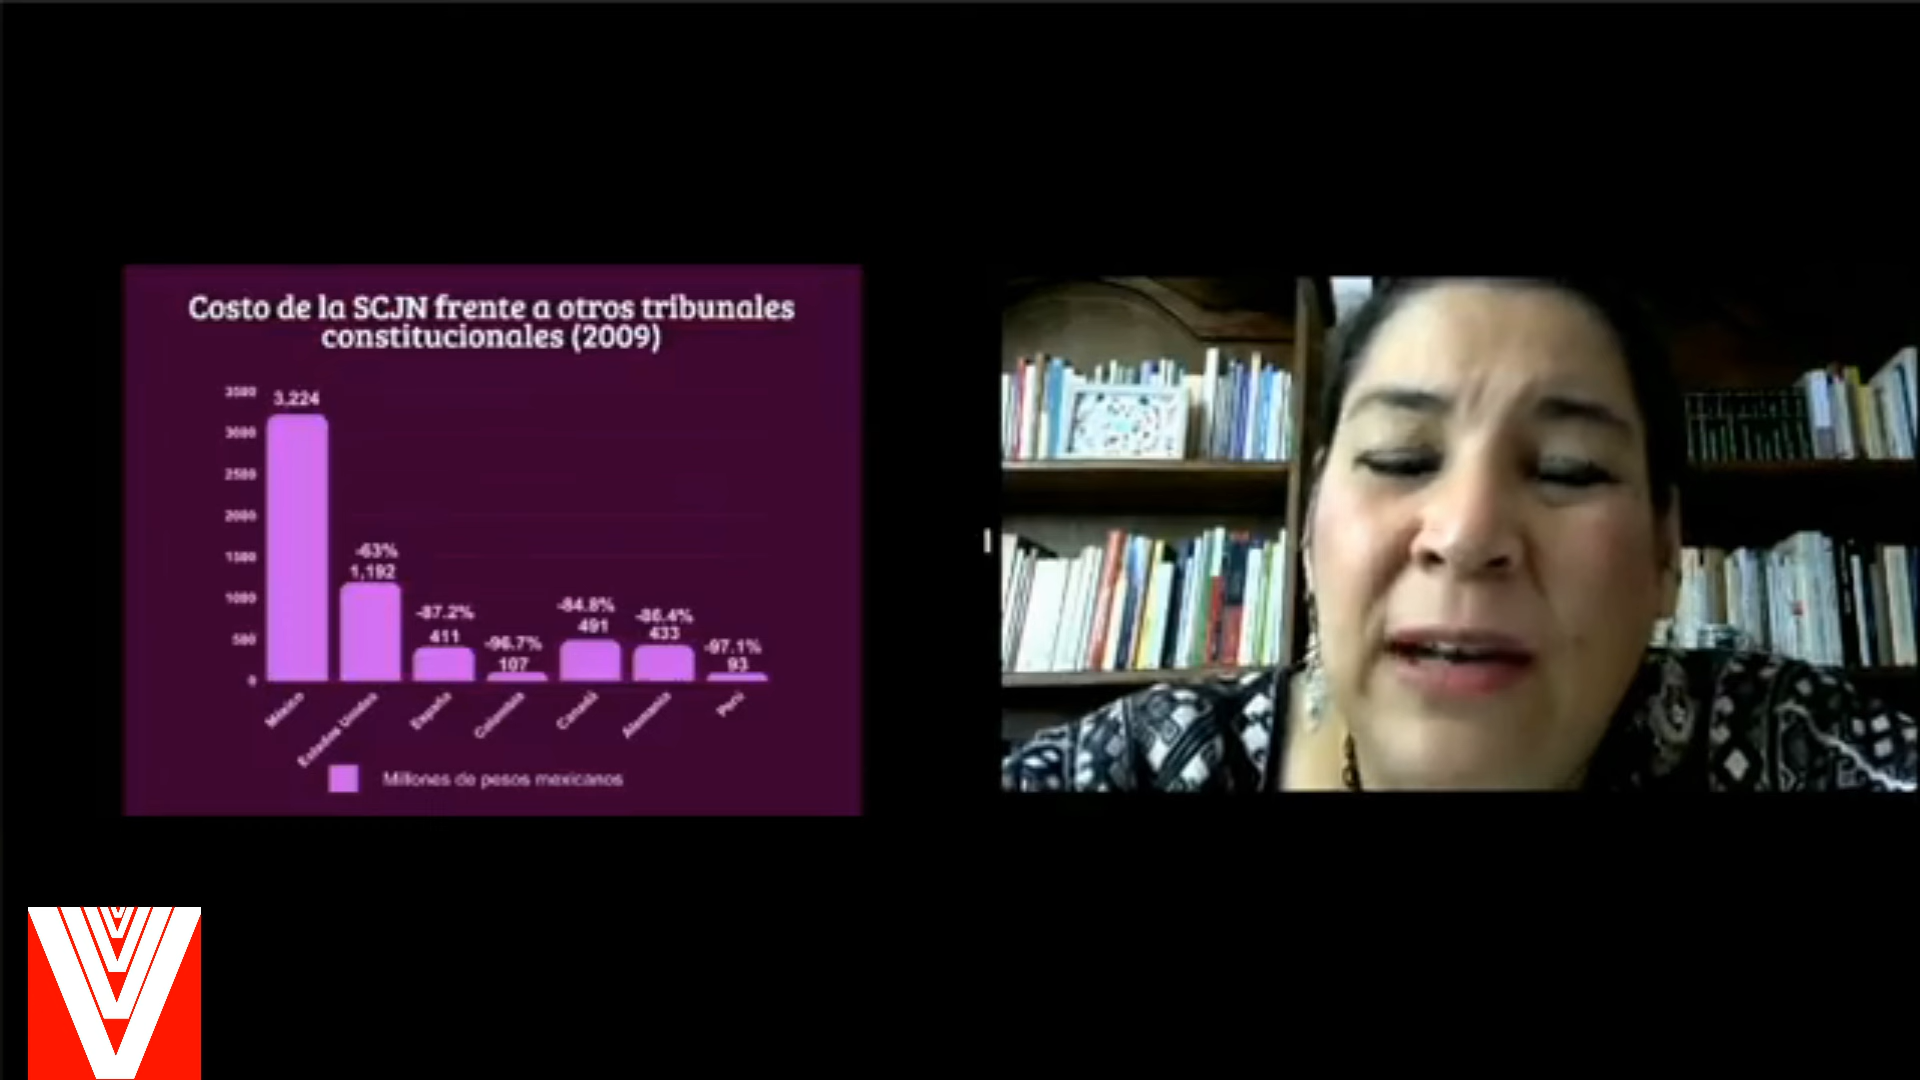 Costo de la SCJN frente a otros tribunales
constitucionales (2009)
3500
3,224
3000
2500
2000
1500
1000
500
0
-63%
1,192
-87.2%
411
-96.7%
107
-84.8%
491
-86.4%
433
-97.1%
93
México
Estados Unidos
España
Colombia
Canadá
Alemania
Perú
Millones de pesos mexicanos
V